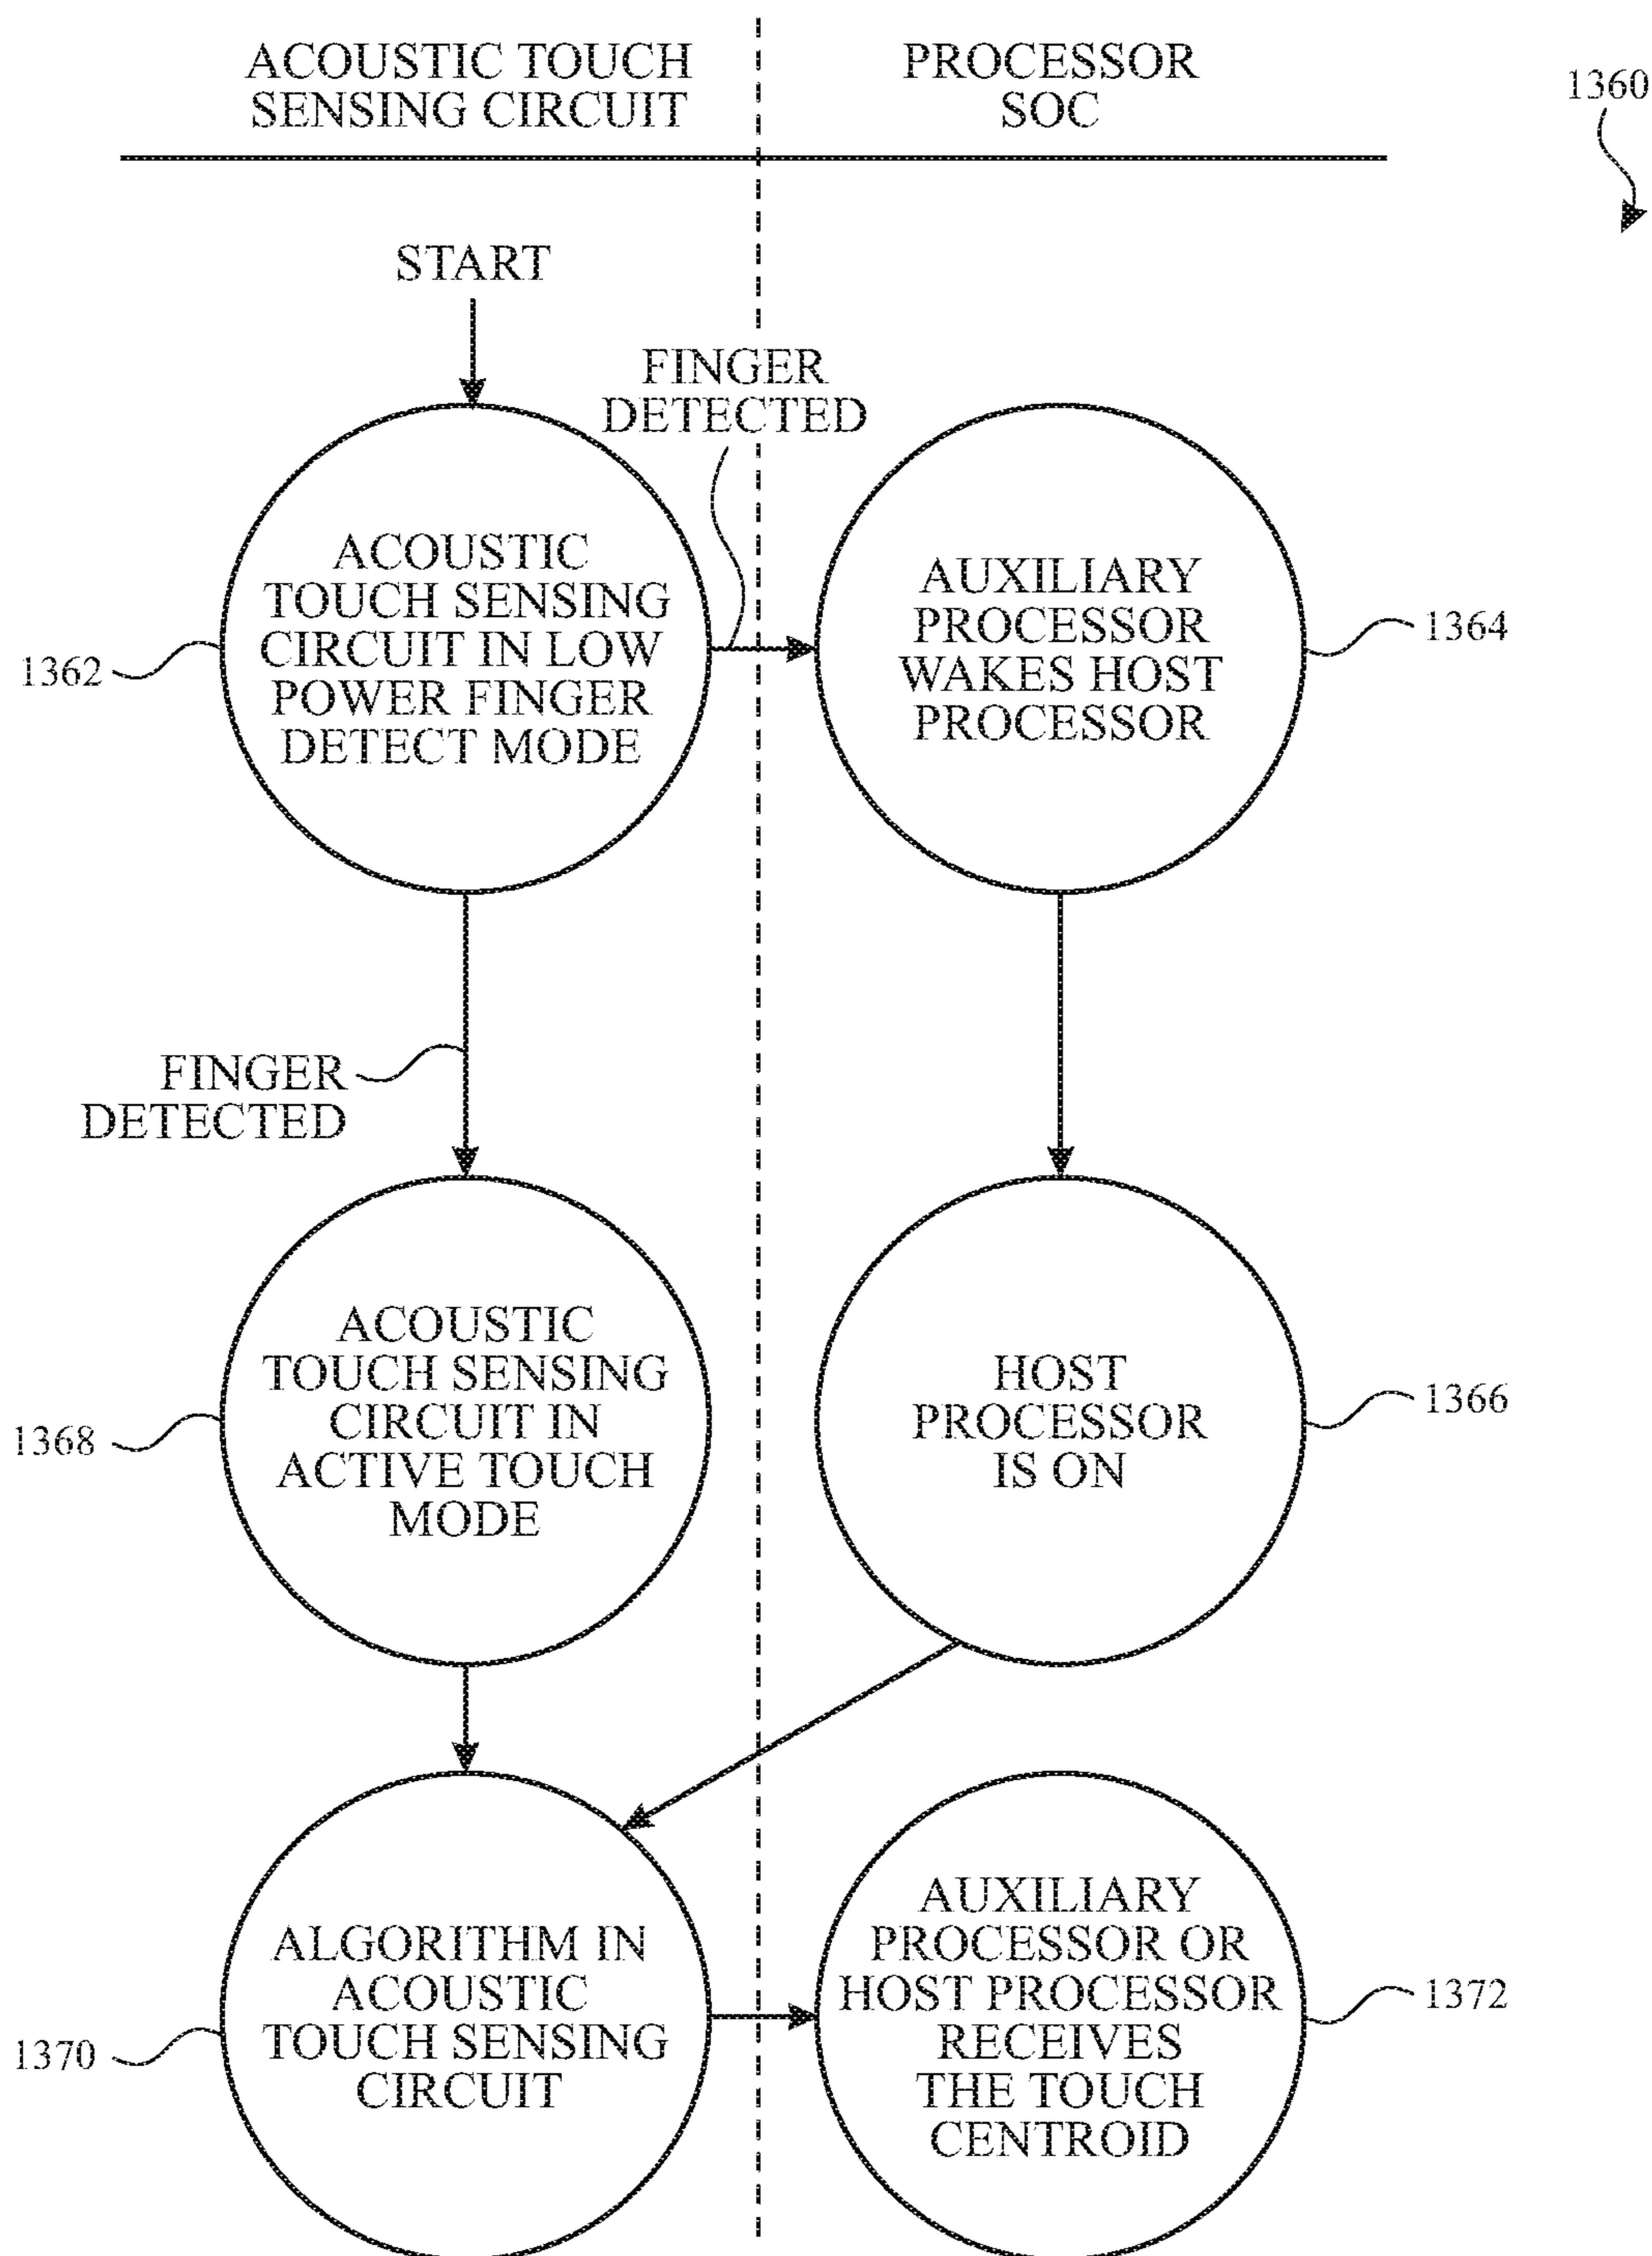 ACOUSTIC TOUCH
SENSING CIRCUIT
PROCESSOR
SOC
1360
START
FINGER
DETECTED
ACOUSTIC
TOUCH SENSING
CIRCUIT IN LOW
POWER FINGER
DETECT MODE
1362
AUXILIARY
PROCESSOR
WAKES HOST
PROCESSOR
1364
FINGER
DETECTED
ACOUSTIC
TOUCH SENSING
CIRCUIT IN
ACTIVE TOUCH
MODE
1368
HOST
PROCESSOR
IS ON
1366
ALGORITHM IN
ACOUSTIC
TOUCH SENSING
CIRCUIT
1370
AUXILIARY
PROCESSOR OR
HOST PROCESSOR
RECEIVES
THE TOUCH
CENTROID
1372